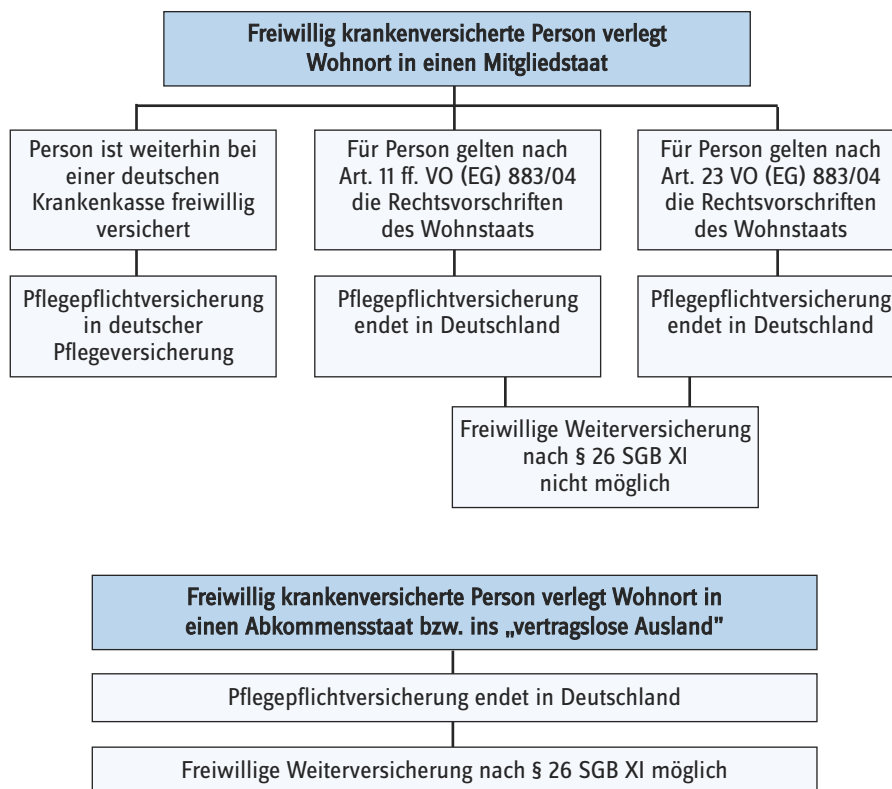 Freiwillig krankenversicherte Person verlegt
Wohnort in einen Mitgliedstaat
Person ist weiterhin bei
einer deutschen
Krankenkasse freiwillig
versichert
Für Person gelten nach
Art. 11 ff. VO (EG) 883/04
die Rechtsvorschriften
des Wohnstaats
Für Person gelten nach
Art. 23 VO (EG) 883/04
die Rechtsvorschriften
des Wohnstaats
Pflegepflichtversicherung
in deutscher
Pflegeversicherung
Pflegepflichtversicherung
endet in Deutschland
Pflegepflichtversicherung
endet in Deutschland
Freiwillige Weiterversicherung
nach § 26 SGB XI
nicht möglich
Freiwillig krankenversicherte Person verlegt Wohnort in
einen Abkommensstaat bzw. ins „vertragslose Ausland"
Pflegepflichtversicherung endet in Deutschland
Freiwillige Weiterversicherung nach § 26 SGB XI möglich